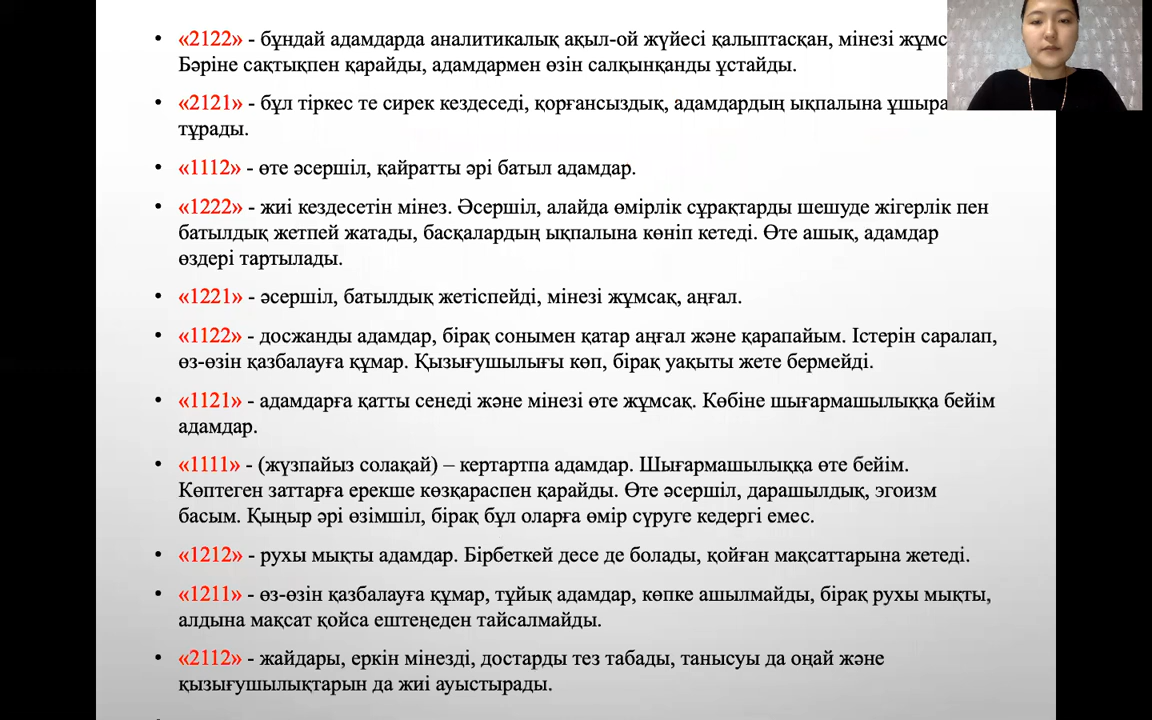 • «2122» - бұндай адамдарда аналитикалық ақыл-ой жүйесі қалыптасқан, мінезі
Бәріне сақтықпен қарайды, адамдармен өзін салқынқанды ұстайды.
• «2121» - бұл тіркес те сирек кездеседі, қорғансыздық, адамдардың ықпалына
тұрады.
• «1112» - өте әсершіл, қайратты әрі батыл адамдар.
• «1222» - жиі кездесетін мінез. Әсершіл, алайда өмірлік сұрақтарды шешуде жігерлік пен
батылдық жетпей жатады, басқалардың ықпалына көніп кетеді. Өте ашық, адамдар
өздері тартылады.
• «1221» - әсершіл, батылдық жетіспейді, мінезі жұмсақ, аңғал.
• «1122» - досжанды адамдар, бірақ сонымен қатар аңғал және қарапайым. Істерін саралап,
өз-өзін қазбалауға құмар. Қызығушылығы көп, бірақ уақыты жете бермейді.
• «1121» - адамдарға қатты сенеді және мінезі өте жұмсақ. Көбіне шығармашылыққа бейім
адамдар.
• «1111» - (жүзпайыз солақай) – кертартпа адамдар. Шығармашылыққа өте бейім.
Көптеген заттарға ерекше көзқараспен қарайды. Өте әсершіл, дарашылдық, эгоизм
басым. Қыңыр әрі өзімшіл, бірақ бұл оларға өмір сүруге кедергі емес.
• «1212» - рухы мықты адамдар. Бірбеткей десе де болады, қойған мақсаттарына жетеді.
• «1211» - өз-өзін қазбалауға құмар, тұйық адамдар, көпке ашылмайды, бірақ рухы мықты,
алдына мақсат қойса ештеңеден тайсалмайды.
• «2112» - жайдары, еркін мінезді, достарды тез табады, танысуы да оңай және
қызығушылықтарын да жиі ауыстырады.